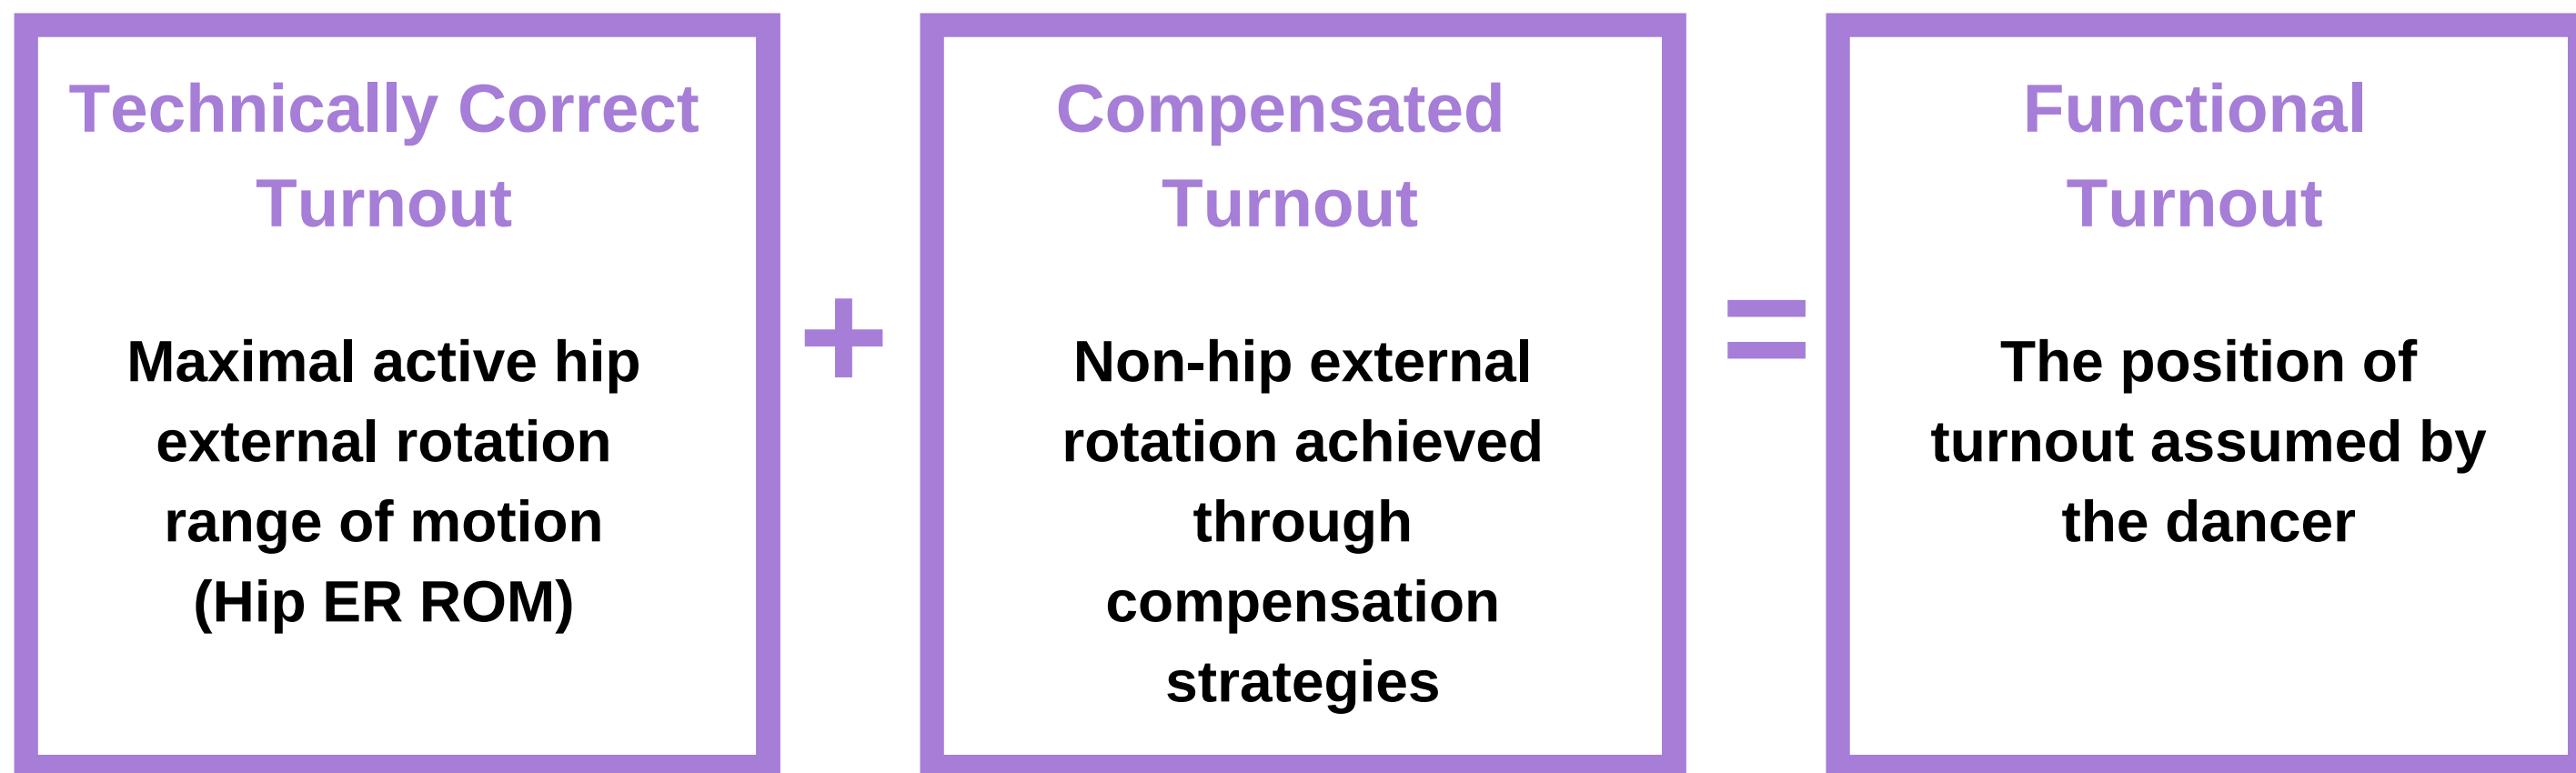 Technically Correct
Turnout
Maximal active hip
external rotation
range of motion
(Hip ER ROM)
+
Compensated
Turnout
Non-hip external
rotation achieved
through
compensation
strategies
=
Functional
Turnout
The position of
turnout assumed by
the dancer